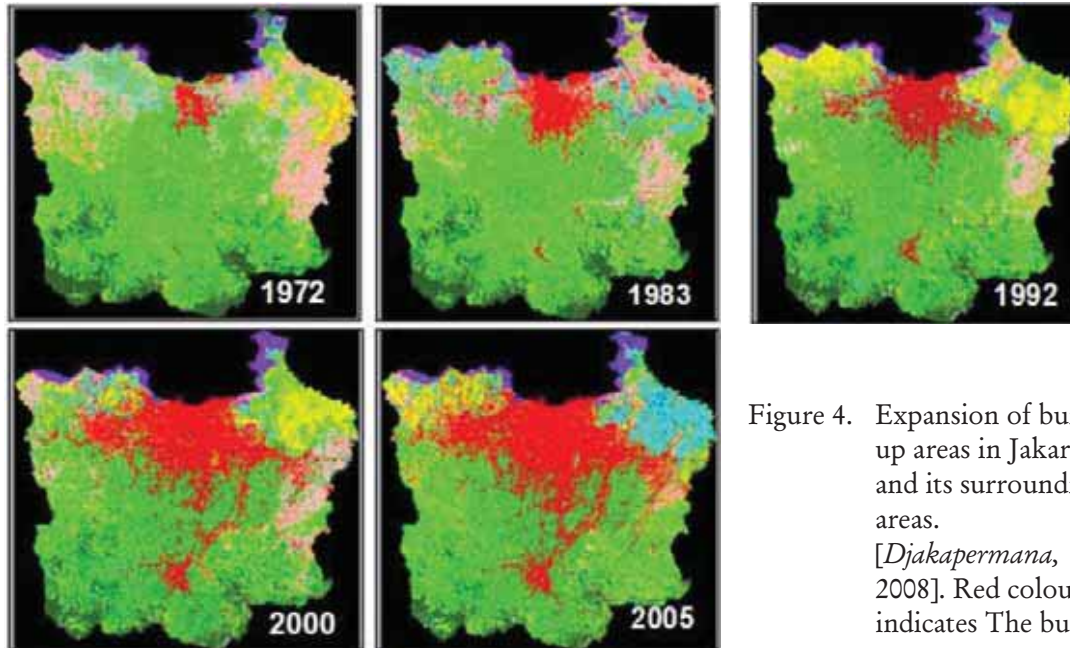 1972
1983
1992
2000
2005
Figure 4. Expansion of
up areas in Jakar
and its surround
areas.
[Djakapermana,
2008]. Red colou
indicates The bu